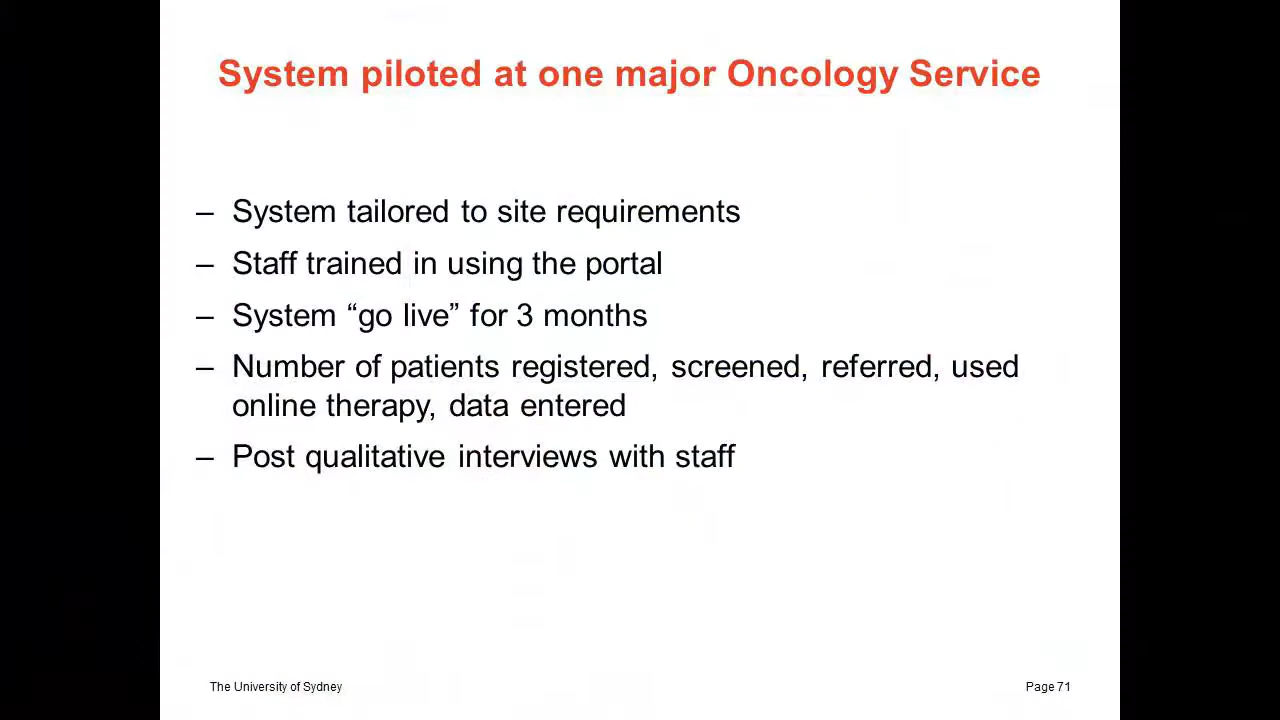 System piloted at one major Oncology Service
– System tailored to site requirements
– Staff trained in using the portal
– System “go live” for 3 months
– Number of patients registered, screened, referred, used
online therapy, data entered
– Post qualitative interviews with staff
The University of Sydney
Page 71